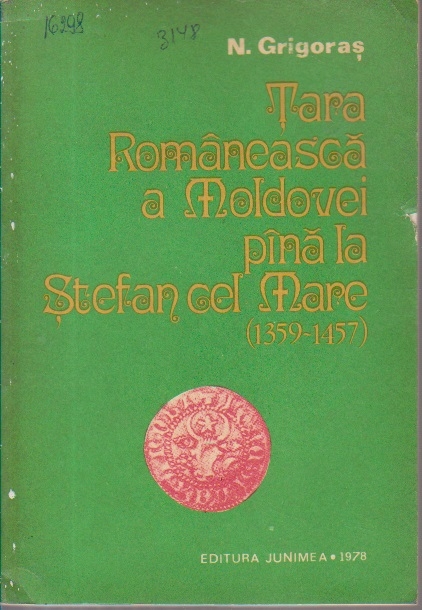 16398
3148
N. Grigoraș
Țara
Românească
a Moldovei
pînă la
Ștefan cel Mare
(1359-1457)
EDITURA JUNIMEA • 1978